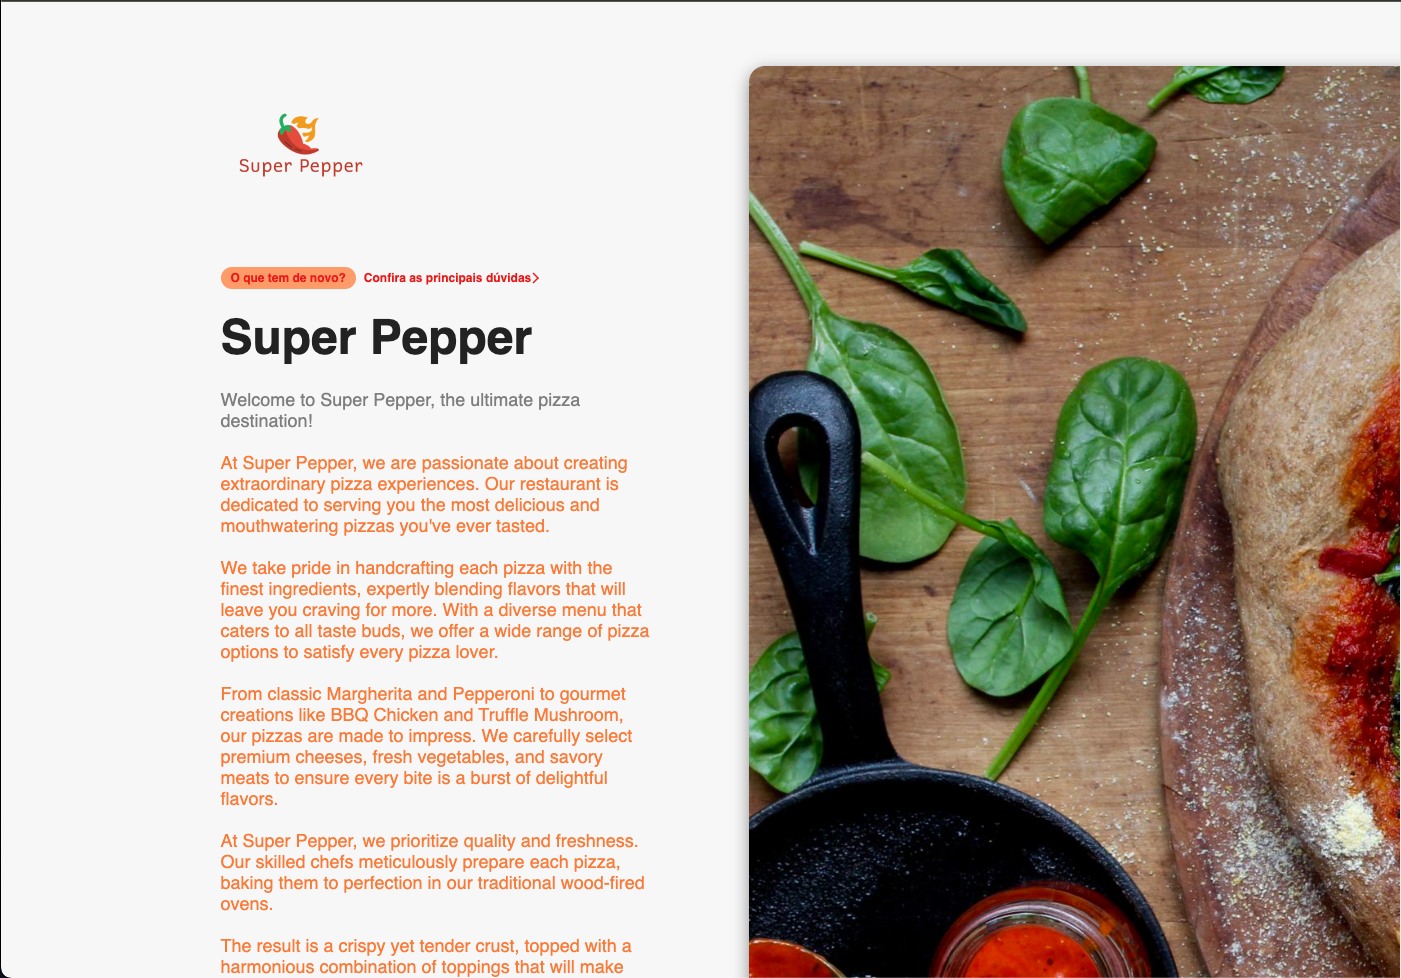 Super Pepper
O que tem de novo? Confira as principais dúvidas
Super Pepper
Welcome to Super Pepper, the ultimate pizza
destination!
At Super Pepper, we are passionate about creating
extraordinary pizza experiences. Our restaurant is
dedicated to serving you the most delicious and
mouthwatering pizzas you've ever tasted.
We take pride in handcrafting each pizza with the
finest ingredients, expertly blending flavors that will
leave you craving for more. With a diverse menu that
caters to all taste buds, we offer a wide range of pizza
options to satisfy every pizza lover.
From classic Margherita and Pepperoni to gourmet
creations like BBQ Chicken and Truffle Mushroom,
our pizzas are made to impress. We carefully select
premium cheeses, fresh vegetables, and savory
meats to ensure every bite is a burst of delightful
flavors.
At Super Pepper, we prioritize quality and freshness.
Our skilled chefs meticulously prepare each pizza,
baking them to perfection in our traditional wood-fired
ovens.
The result is a crispy yet tender crust, topped with a
harmonious combination of toppings that will make